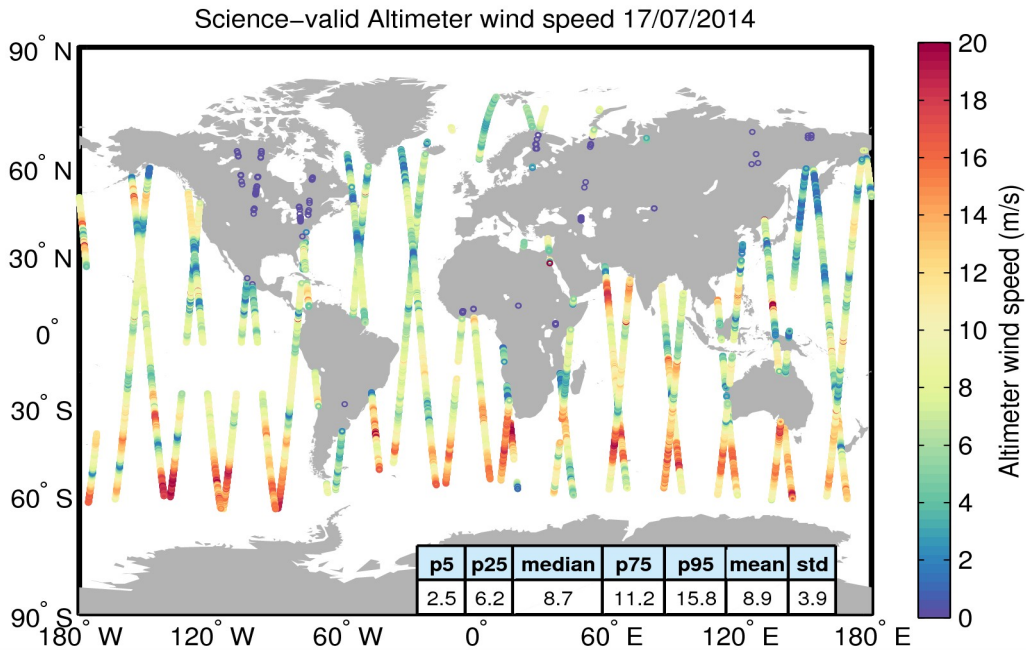 Science−valid Altimeter wind speed 17/07/2014
90° N
60° N
30° N
0°
30° S
60° S
90° S
180° W
120° W
60° W
0°
60° E
120° E
180° E
p5 p25 median p75 p95 mean std
2.5 6.2 8.7 11.2 15.8 8.9 3.9
20
18
16
14
12
10
8
6
4
2
0
Altimeter wind speed (m/s)